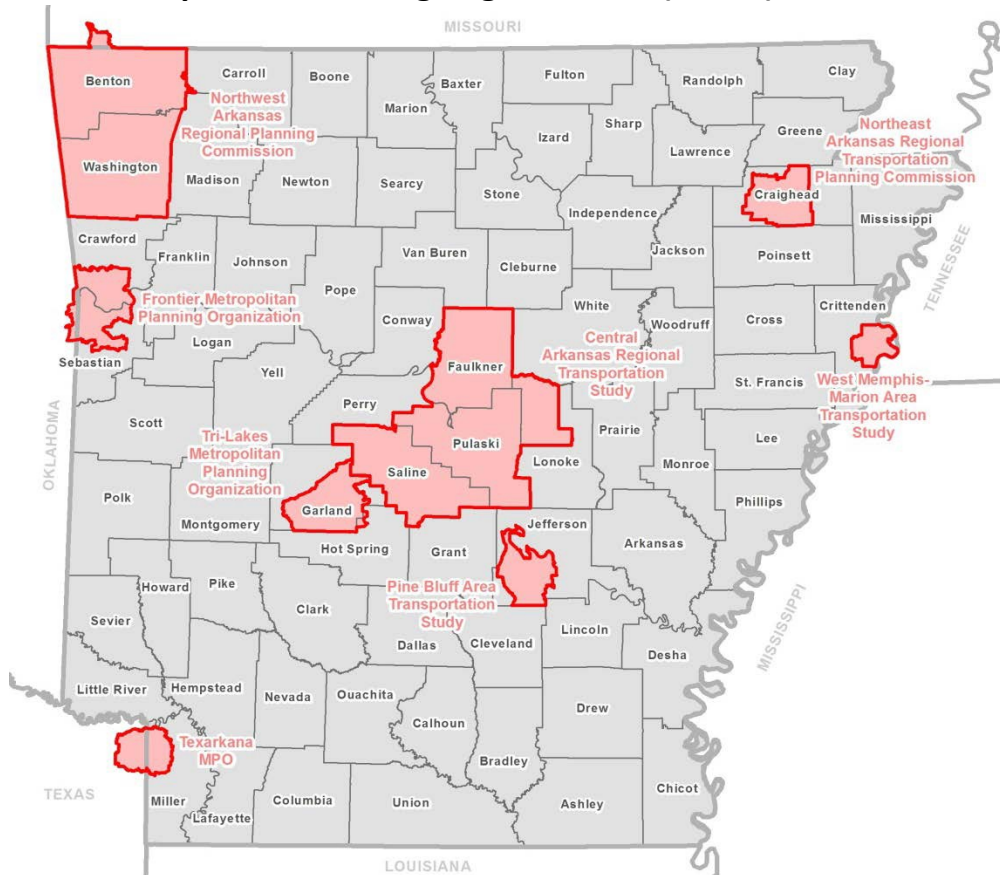 MISSOURI
Benton
Carroll
Boone
Baxter
Fulton
Randolph
Clay
Marion
Sharp
Izard
Greene
Northwest
Arkansas
Regional Planning
Commission
Northeast
Arkansas Regional
Transportation
Planning Commission
Lawrence
Washington
Madison
Newton
Searcy
Stone
Craighead
Independence
Mississippi
Crawford
Franklin
Johnson
Van Buren
Cleburne
Jackson
Poinsett
TENNESSEE
Pope
Frontier Metropolitan
Planning Organization
Conway
White
Woodruff
Cross
Crittenden
Logan
Sebastian
Yell
Faulkner
Central
Arkansas Regional
Transportation
Study
St. Francis
West Memphis-
Marion Area
Transportation
Study
Perry
Scott
OKLAHOMA
Tri-Lakes
Metropolitan
Planning
Organization
Pulaski
Saline
Lonoke
Prairie
Monroe
Lee
Polk
Montgomery
Garland
Phillips
Jefferson
Arkansas
Hot Spring
Grant
Howard
Pike
Clark
Pine Bluff Area
Transportation
Study
Sevier
Dallas
Cleveland
Lincoln
Desha
MISSISSIPPI
Little River
Hempstead
Nevada
Ouachita
Calhoun
Drew
Texarkana
MPO
Bradley
TEXAS
Miller
Lafayette
Columbia
Union
Ashley
Chicot
LOUISIANA